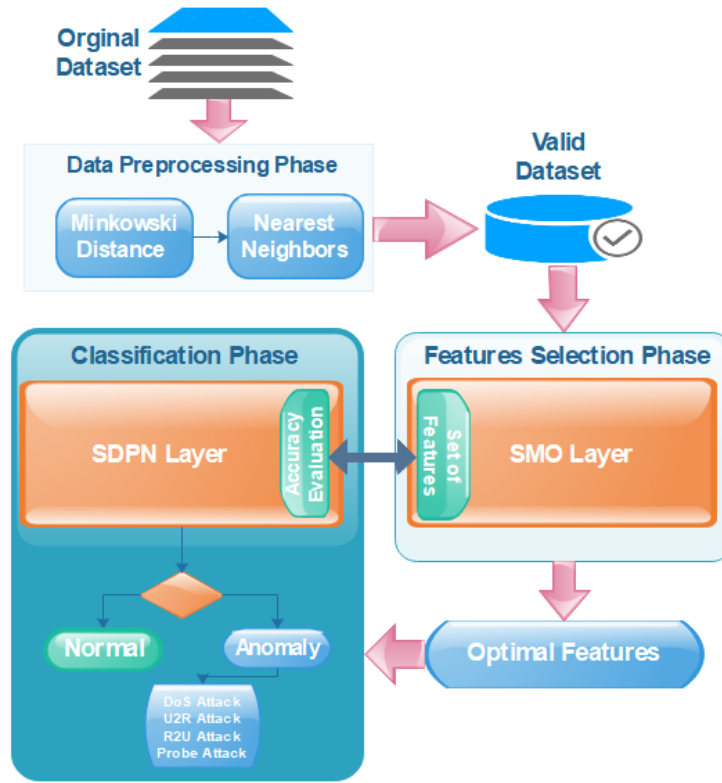 Orginal
Dataset
Data Preprocessing Phase
Minkowski
Distance
Nearest
Neighbors
Valid
Dataset
Classification Phase
SDPN Layer
Accuracy
Evaluation
Features Selection Phase
Set of
Features
SMO Layer
Normal
Anomaly
DoS Attack
U2R Attack
R2U Attack
Probe Attack
Optimal Features